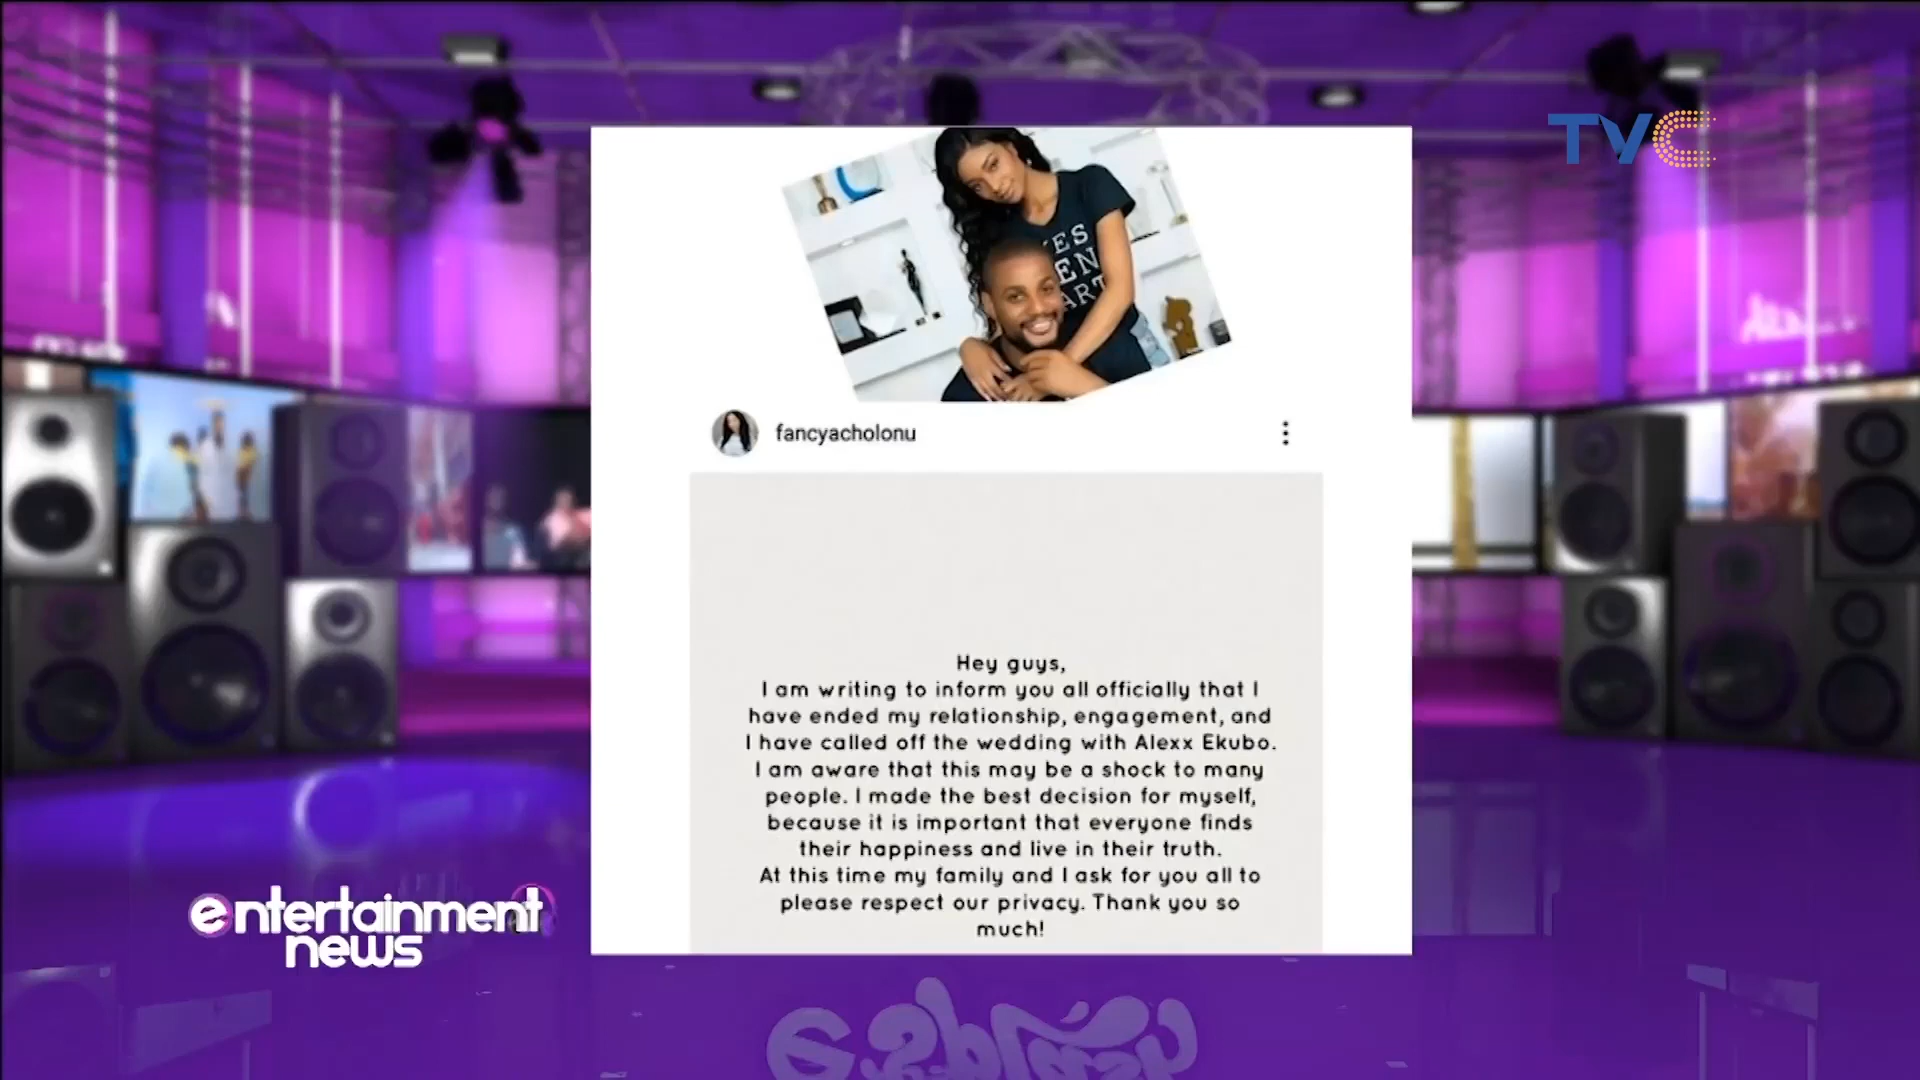 TVC
ES
EN
ART
fancyacholonu
Hey guys,
I am writing to inform you all officially that I
have ended my relationship, engagement, and
I have called off the wedding with Alexx Ekubo.
I am aware that this may be a shock to many
people. I made the best decision for myself,
because it is important that everyone finds
their happiness and live in their truth.
At this time my family and I ask for you all to
please respect our privacy. Thank you so
much!
entertainment
news